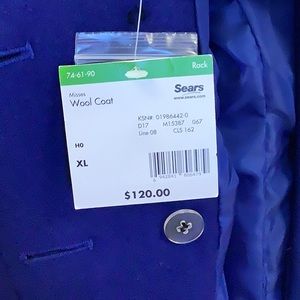 74-61-90 Rack
Misses
Wool Coat
Sears
www.sears.com
KSN# 01986442-0
D17 M15387 067
Line 08 CLS 162
H0
XL
$120.00